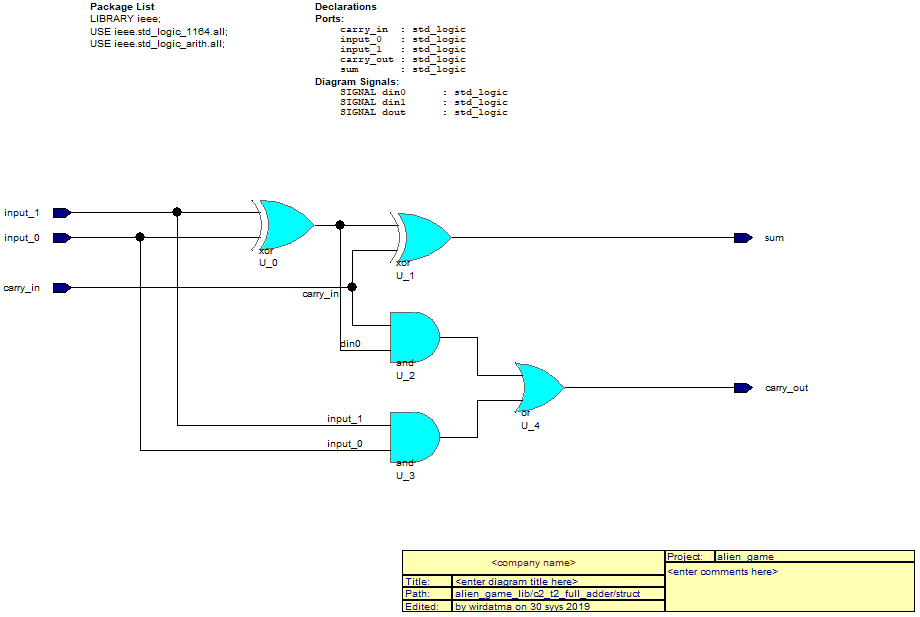 Package List
LIBRARY ieee;
USE ieee.std_logic_1164.all;
USE ieee.std_logic_arith.all;
Declarations
Ports:
carry_in : std_logic
input_0 : std_logic
input_1 : std_logic
carry_out : std_logic
sum : std_logic
Diagram Signals:
SIGNAL din0 : std_logic
SIGNAL din1 : std_logic
SIGNAL dout : std_logic
input_1
input_0
carry_in
xor
U_0
xor
U_1
sum
carry_in
din0
and
U_2
carry_out
or
U_4
input_1
input_0
and
U_3
<company name>
Title: <enter diagram title here>
Path: alien_game_lib/c2_t2_full_adder/struct
Edited: by wirdatma on 30 syys 2019
Project: alien_game
<enter comments here>